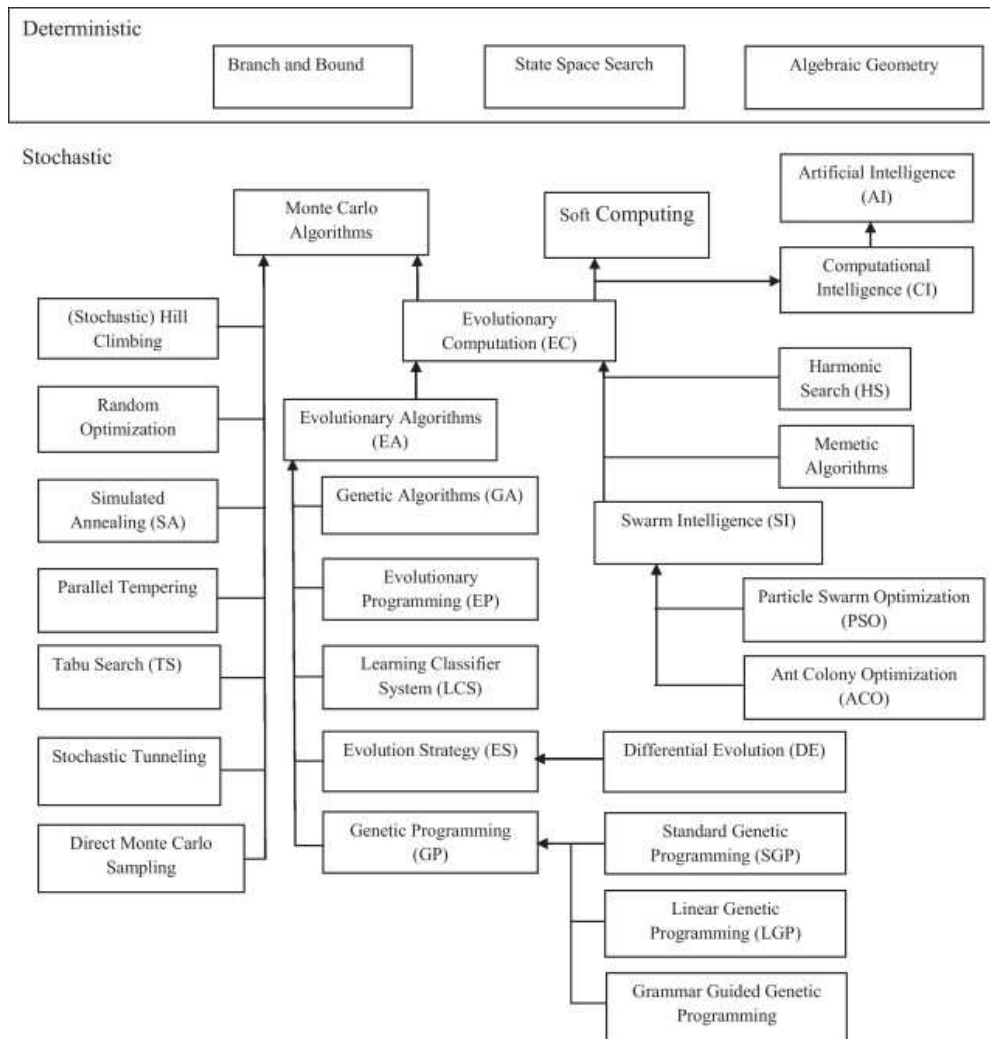 Deterministic
Branch and Bound
State Space Search
Algebraic Geometry
Stochastic
Monte Carlo
Algorithms
Soft Computing
Artificial Intelligence
(AI)
Computational
Intelligence (CI)
(Stochastic) Hill
Climbing
Evolutionary
Computation (EC)
Harmonic
Search (HS)
Random
Optimization
Evolutionary Algorithms
(EA)
Memetic
Algorithms
Simulated
Annealing (SA)
Genetic Algorithms (GA)
Swarm Intelligence (SI)
Parallel Tempering
Evolutionary
Programming (EP)
Particle Swarm Optimization
(PSO)
Tabu Search (TS)
Learning Classifier
System (LCS)
Ant Colony Optimization
(ACO)
Stochastic Tunneling
Evolution Strategy (ES)
Differential Evolution (DE)
Direct Monte Carlo
Sampling
Genetic Programming
(GP)
Standard Genetic
Programming (SGP)
Linear Genetic
Programming (LGP)
Grammar Guided Genetic
Programming